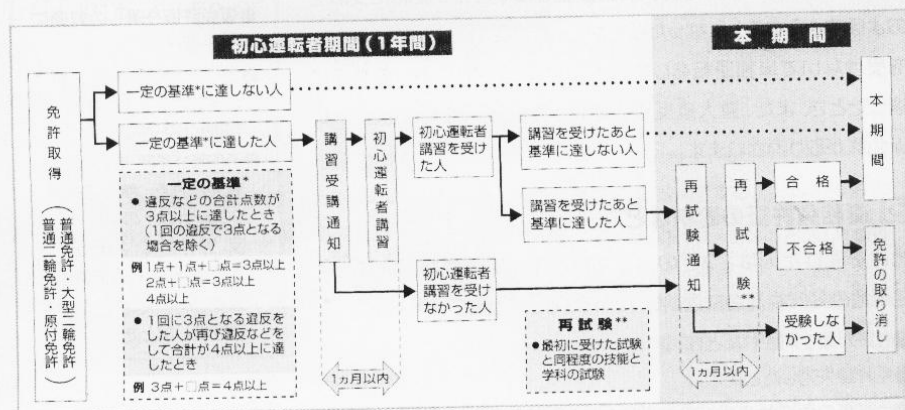 初心運転者期間(1年間)
本期間
免許取得
(普通免許・大型二輪免許・
普通二輪免許・原付免許)
一定の基準*に達しない人
一定の基準*に達した人
一定の基準*
● 違反などの合計点数が
3点以上に達したとき
(1回の違反で3点となる
場合を除く)
例 1点+1点+□点=3点以上
2点+□点=3点以上
4点以上
● 1回に3点となる違反を
した人が再び違反などを
して合計が4点以上に達
したとき
例 3点+□点=4点以上
講習受講通知
初心運転者講習
1ヵ月以内
初心運転者
講習を受け
た人
初心運転者
講習を受け
なかった人
講習を受けたあと
基準に達しない人
講習を受けたあと
基準に達した人
再試験**
● 最初に受けた試験
と同程度の技能と
学科の試験
再試験通知
再試験**
1ヵ月以内
合格
不合格
受験しな
かった人
本期間
免許の取り消し